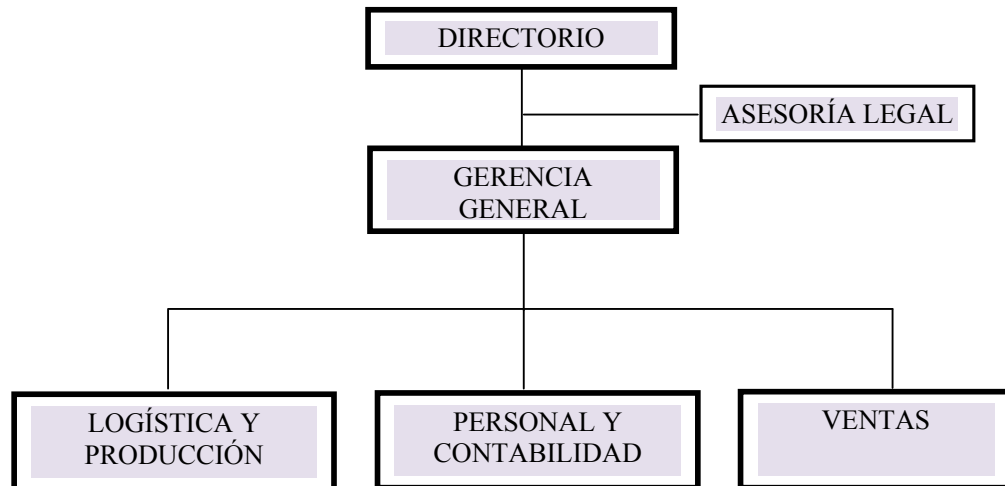 DIRECTORIO
ASESORÍA LEGAL
GERENCIA
GENERAL
LOGÍSTICA Y
PRODUCCIÓN
PERSONAL Y
CONTABILIDAD
VENTAS